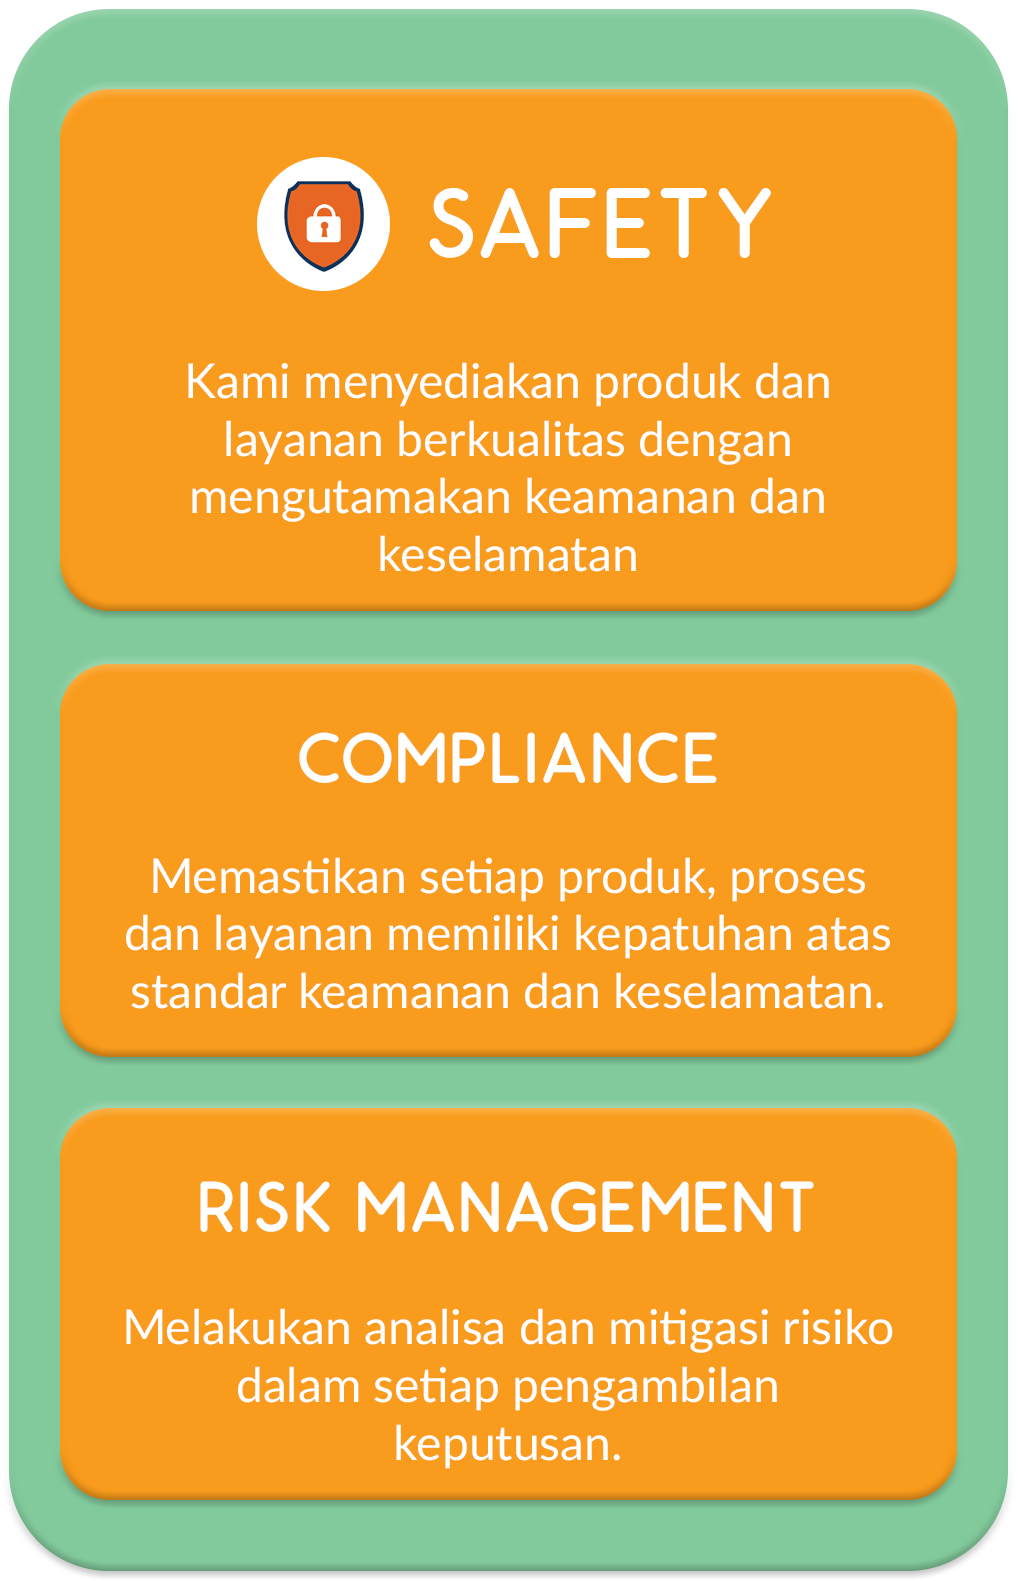 SAFETY
Kami menyediakan produk dan
layanan berkualitas dengan
mengutamakan keamanan dan
keselamatan
COMPLIANCE
Memastikan setiap produk, proses
dan layanan memiliki kepatuhan atas
standar keamanan dan keselamatan.
RISK MANAGEMENT
Melakukan analisa dan mitigasi risiko
dalam setiap pengambilan
keputusan.